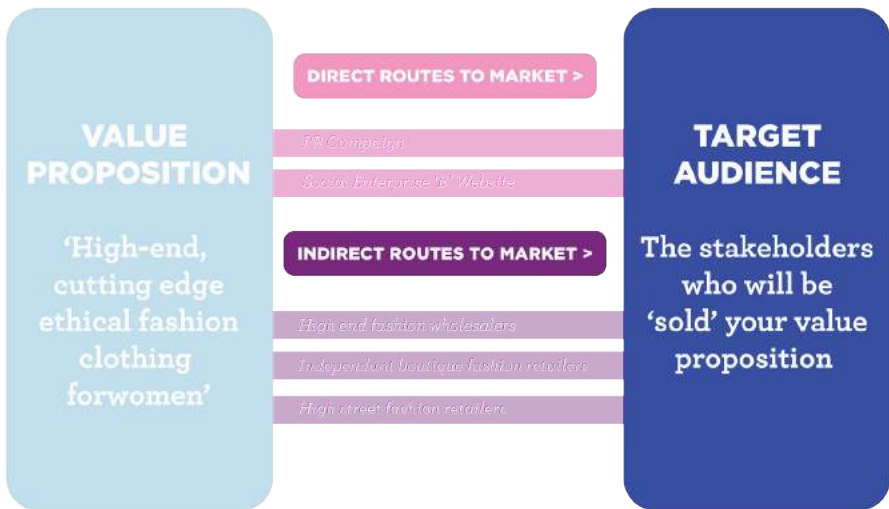 VALUE
PROPOSITION
‘High-end,
cutting edge
ethical fashion
clothing
forwomen’
DIRECT ROUTES TO MARKET >
PR Campaign
Social Enterprise ‘E’ Website
INDIRECT ROUTES TO MARKET >
High end fashion wholesalers
Independant boutique fashion retailers
High street fashion retailers
TARGET
AUDIENCE
The stakeholders
who will be
‘sold’ your value
proposition